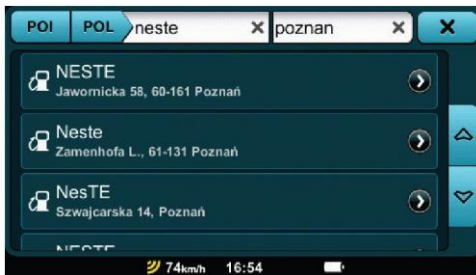 POI POL neste poznan
NESTE
Jawornicka 58, 60-161 Poznań
Neste
Zamenhofa L., 61-131 Poznań
NesTE
Szwajcarska 14, Poznań
NESTE
74km/h 16:54